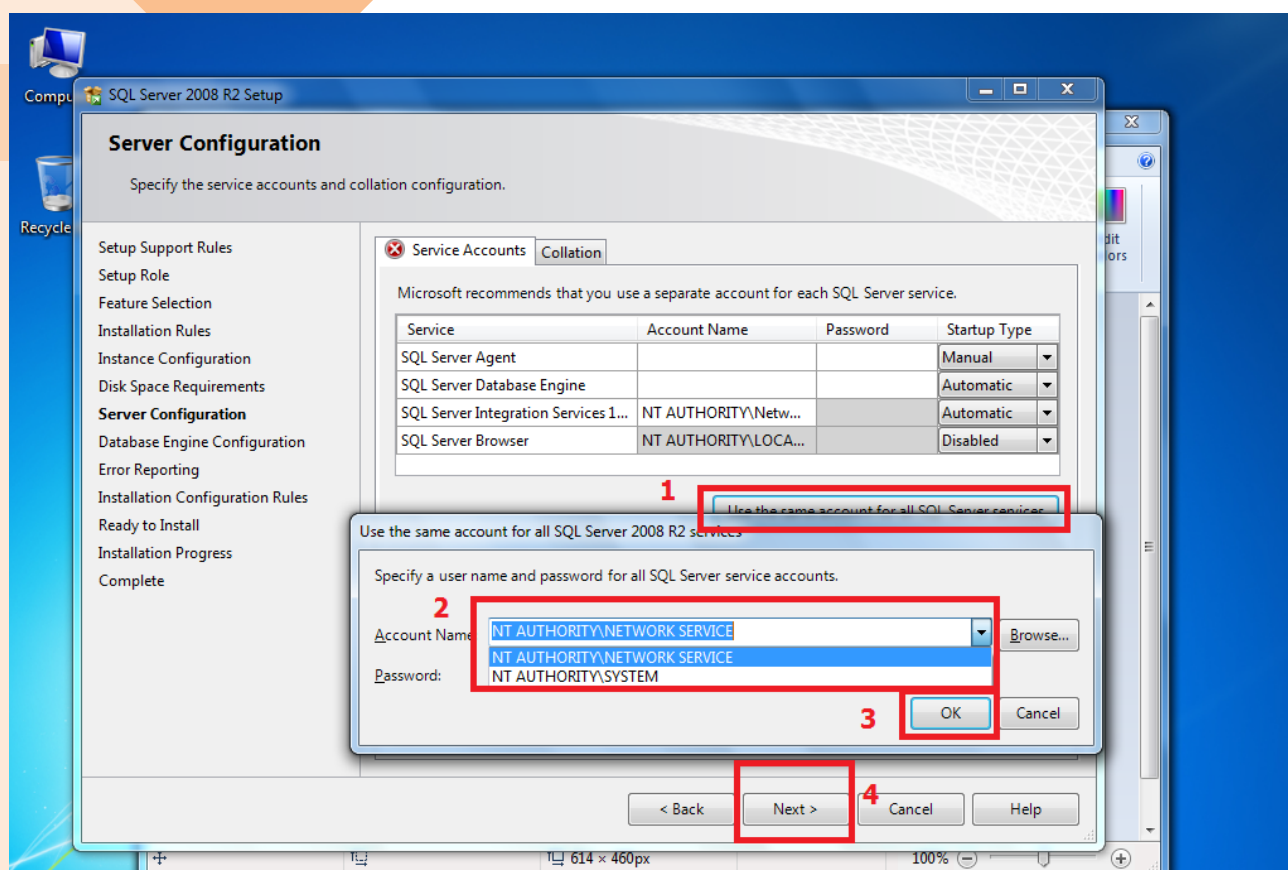 Compu
SQL Server 2008 R2 Setup
Server Configuration
Specify the service accounts and collation configuration.
Recycle
Setup Support Rules
Setup Role
Feature Selection
Installation Rules
Instance Configuration
Disk Space Requirements
Server Configuration
Database Engine Configuration
Error Reporting
Installation Configuration Rules
Ready to Install
Installation Progress
Complete
Service Accounts Collation
Microsoft recommends that you use a separate account for each SQL Server service.
Service Account Name Password Startup Type
SQL Server Agent Manual
SQL Server Database Engine Automatic
SQL Server Integration Services 1... NT AUTHORITY\Netw... Automatic
SQL Server Browser NT AUTHORITY\LOCA... Disabled
1
Use the same account for all SQL Server services
Use the same account for all SQL Server 2008 R2 services
Specify a user name and password for all SQL Server service accounts.
2
Account Name NT AUTHORITY\NETWORK SERVICE Browse...
NT AUTHORITY\NETWORK SERVICE
Password: NT AUTHORITY\SYSTEM
3 OK Cancel
< Back Next > 4 Cancel Help
dit
ors
614 × 460px 100%